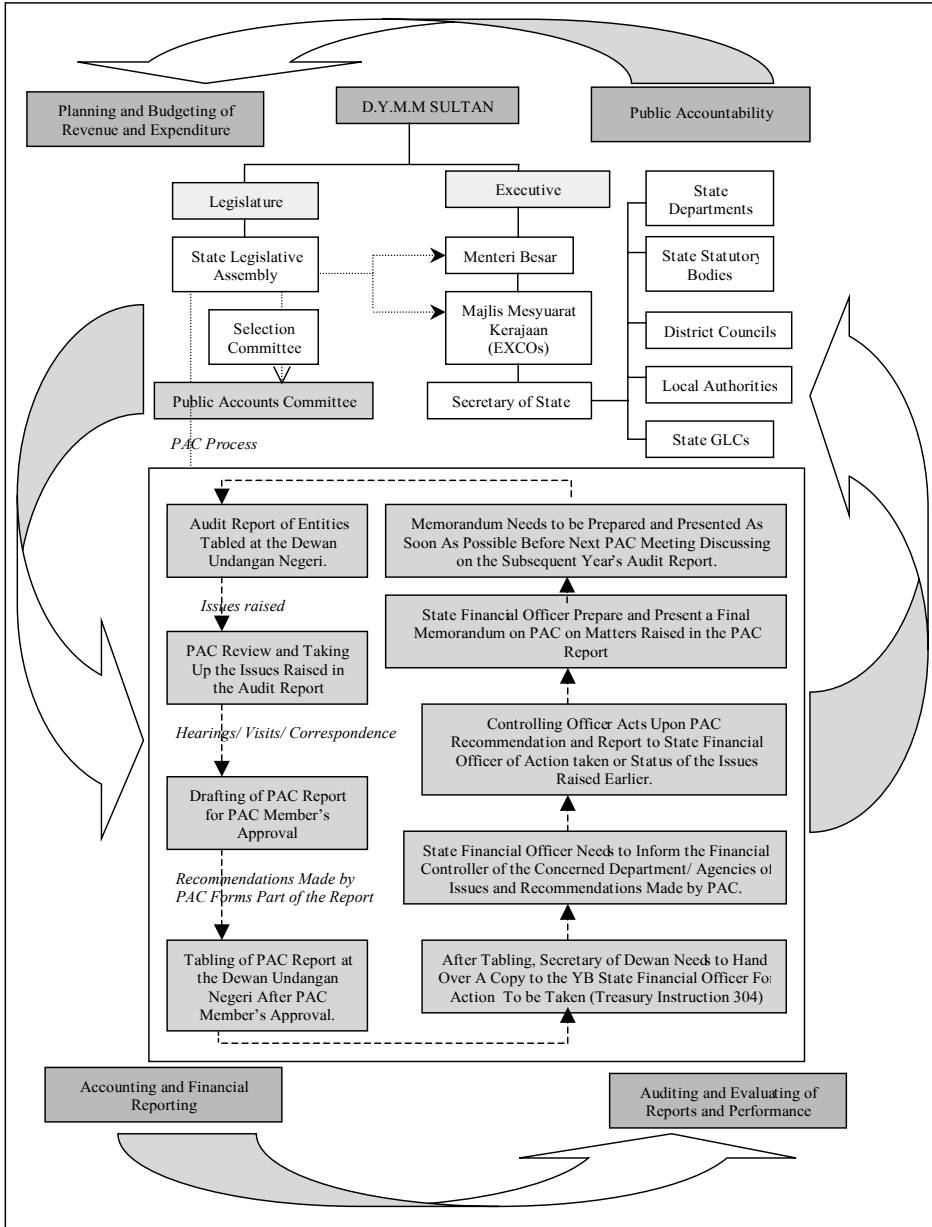 Planning and Budgeting of
Revenue and Expenditure
D.Y.M.M SULTAN
Public Accountability
Legislature
Executive
State Legislative
Assembly
Menteri Besar
Selection
Committee
Majlis Mesyuarat
Kerajaan
(EXCOs)
Public Accounts Committee
Secretary of State
State
Departments
State Statutory
Bodies
District Councils
Local Authorities
State GLCs
PAC Process
Audit Report of Entities
Tabled at the Dewan
Undangan Negeri.
Issues raised
PAC Review and Taking
Up the Issues Raised in
the Audit Report
Hearings/ Visits/ Correspondence
Drafting of PAC Report
for PAC Member's
Approval
Recommendations Made by
PAC Forms Part of the Report
Tabling of PAC Report at
the Dewan Undangan
Negeri After PAC
Member's Approval.
Memorandum Needs to be Prepared and Presented As
Soon As Possible Before Next PAC Meeting Discussing
on the Subsequent Year's Audit Report.
State Financial Officer Prepare and Present a Final
Memorandum on PAC on Matters Raised in the PAC
Report
Controlling Officer Acts Upon PAC
Recommendation and Report to State Financial
Officer of Action taken or Status of the Issues
Raised Earlier.
State Financial Officer Needs to Inform the Financial
Controller of the Concerned Department/ Agencies of
Issues and Recommendations Made by PAC.
After Tabling, Secretary of Dewan Needs to Hand
Over A Copy to the YB State Financial Officer For
Action To be Taken (Treasury Instruction 304)
Accounting and Financial
Reporting
Auditing and Evaluating of
Reports and Performance